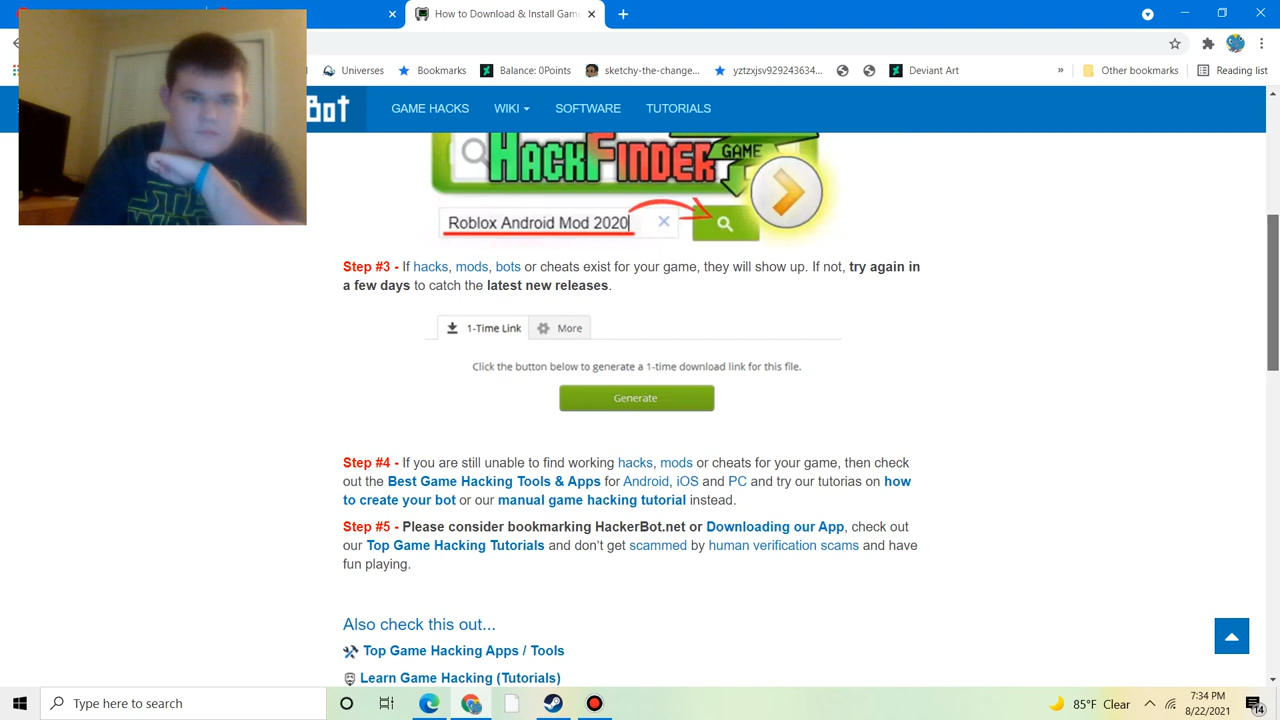 How to Download & Install Gam
Universes
Bookmarks
Balance: 0Points
sketchy-the-change...
yztzxjsv929243634...
Deviant Art
»
Other bookmarks
Reading list
Bot
GAME HACKS
WIKI
SOFTWARE
TUTORIALS
HACKFINDER
GAME
Roblox Android Mod 2020
Step #3 - If hacks, mods, bots or cheats exist for your game, they will show up. If not, try again in
a few days to catch the latest new releases.
1-Time Link
More
Click the button below to generate a 1-time download link for this file.
Generate
Step #4 - If you are still unable to find working hacks, mods or cheats for your game, then check
out the Best Game Hacking Tools & Apps for Android, iOS and PC and try our tutorias on how
to create your bot or our manual game hacking tutorial instead.
Step #5 - Please consider bookmarking HackerBot.net or Downloading our App, check out
our Top Game Hacking Tutorials and don't get scammed by human verification scams and have
fun playing.
Also check this out...
Top Game Hacking Apps / Tools
Learn Game Hacking (Tutorials)
Type here to search
85°F Clear
7:34 PM
8/22/2021
14